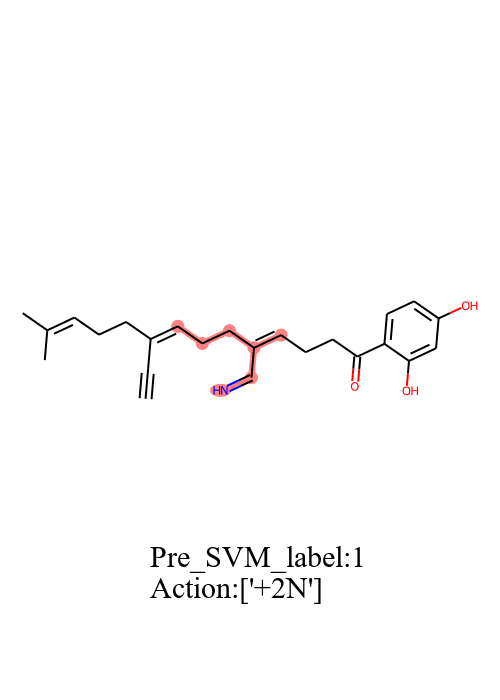 OH
HN
O
OH
Pre_SVM_label:1
Action:['+2N']